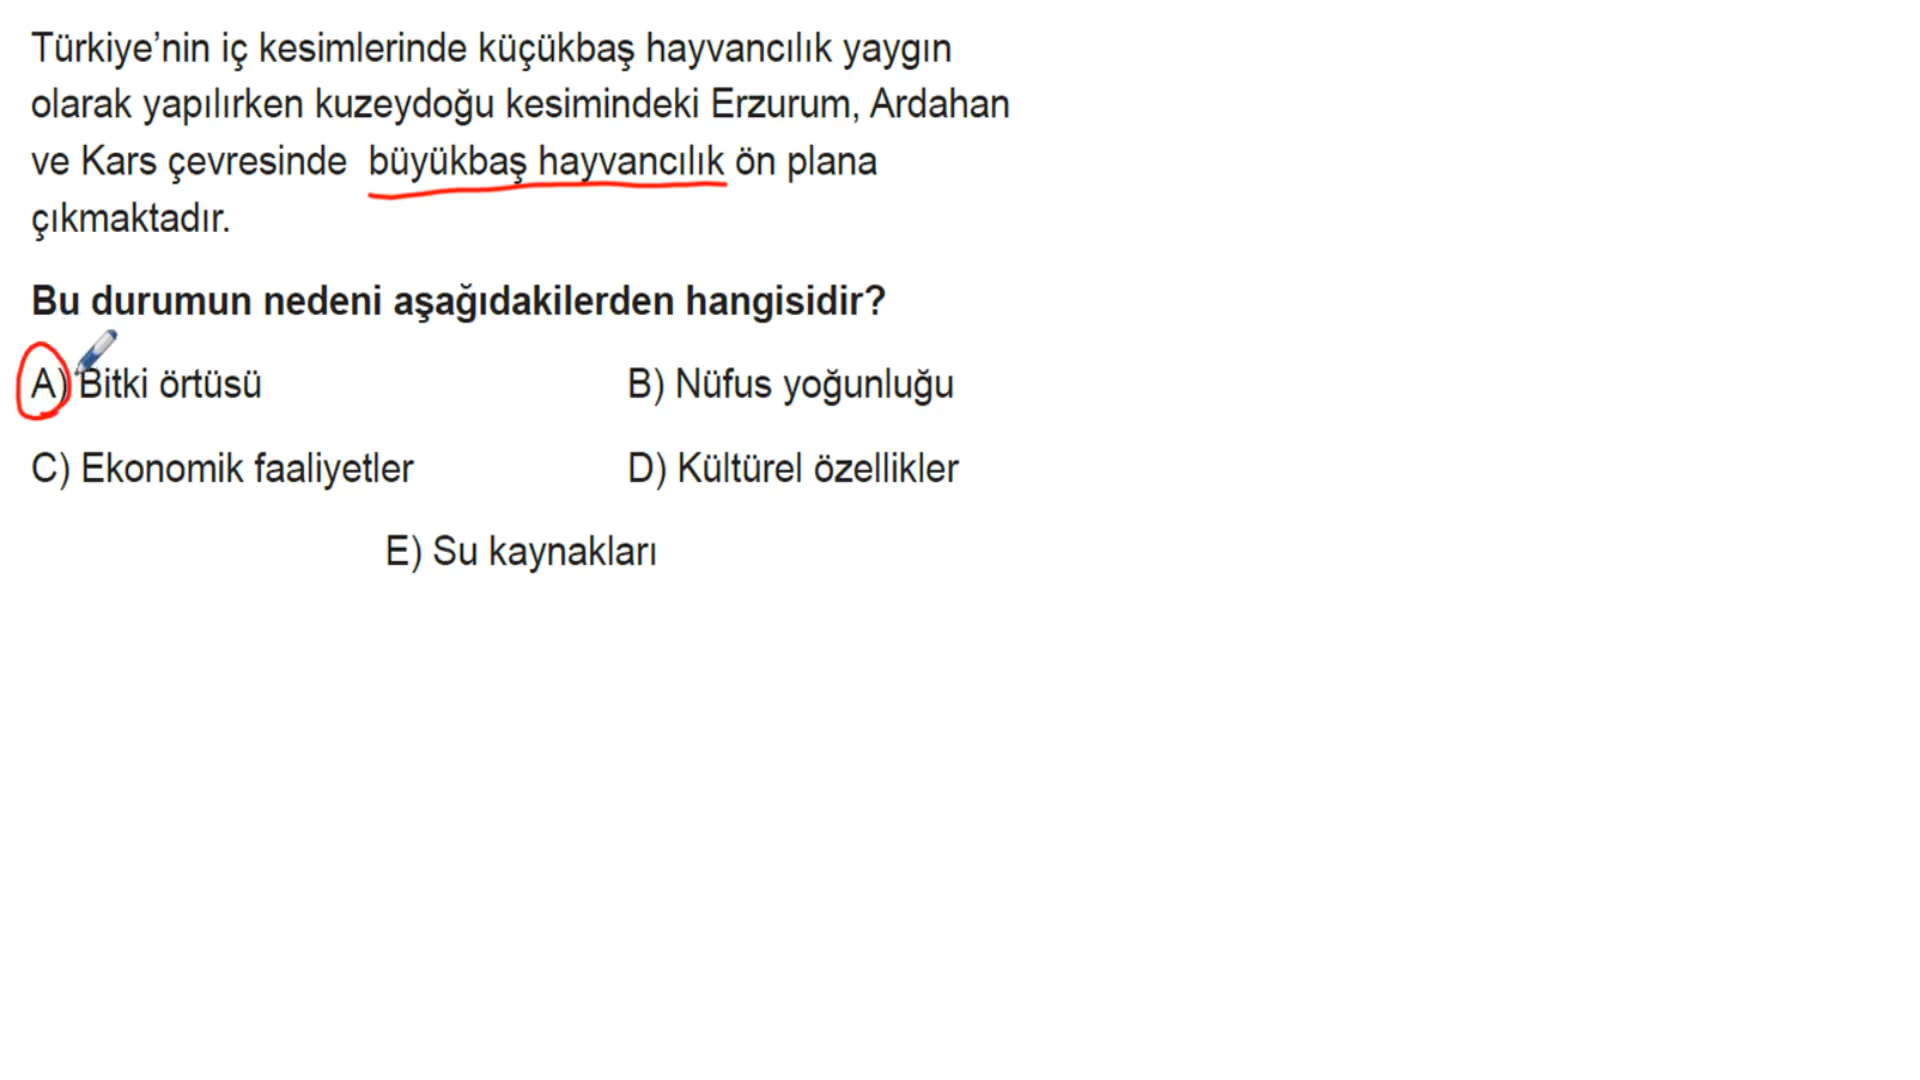 Türkiye’nin iç kesimlerinde küçükbaş hayvancılık yaygın
olarak yapılırken kuzeydoğu kesimindeki Erzurum, Ardahan
ve Kars çevresinde büyükbaş hayvancılık ön plana
çıkmaktadır.
Bu durumun nedeni aşağıdakilerden hangisidir?
A) Bitki örtüsü
B) Nüfus yoğunluğu
C) Ekonomik faaliyetler
D) Kültürel özellikler
E) Su kaynakları